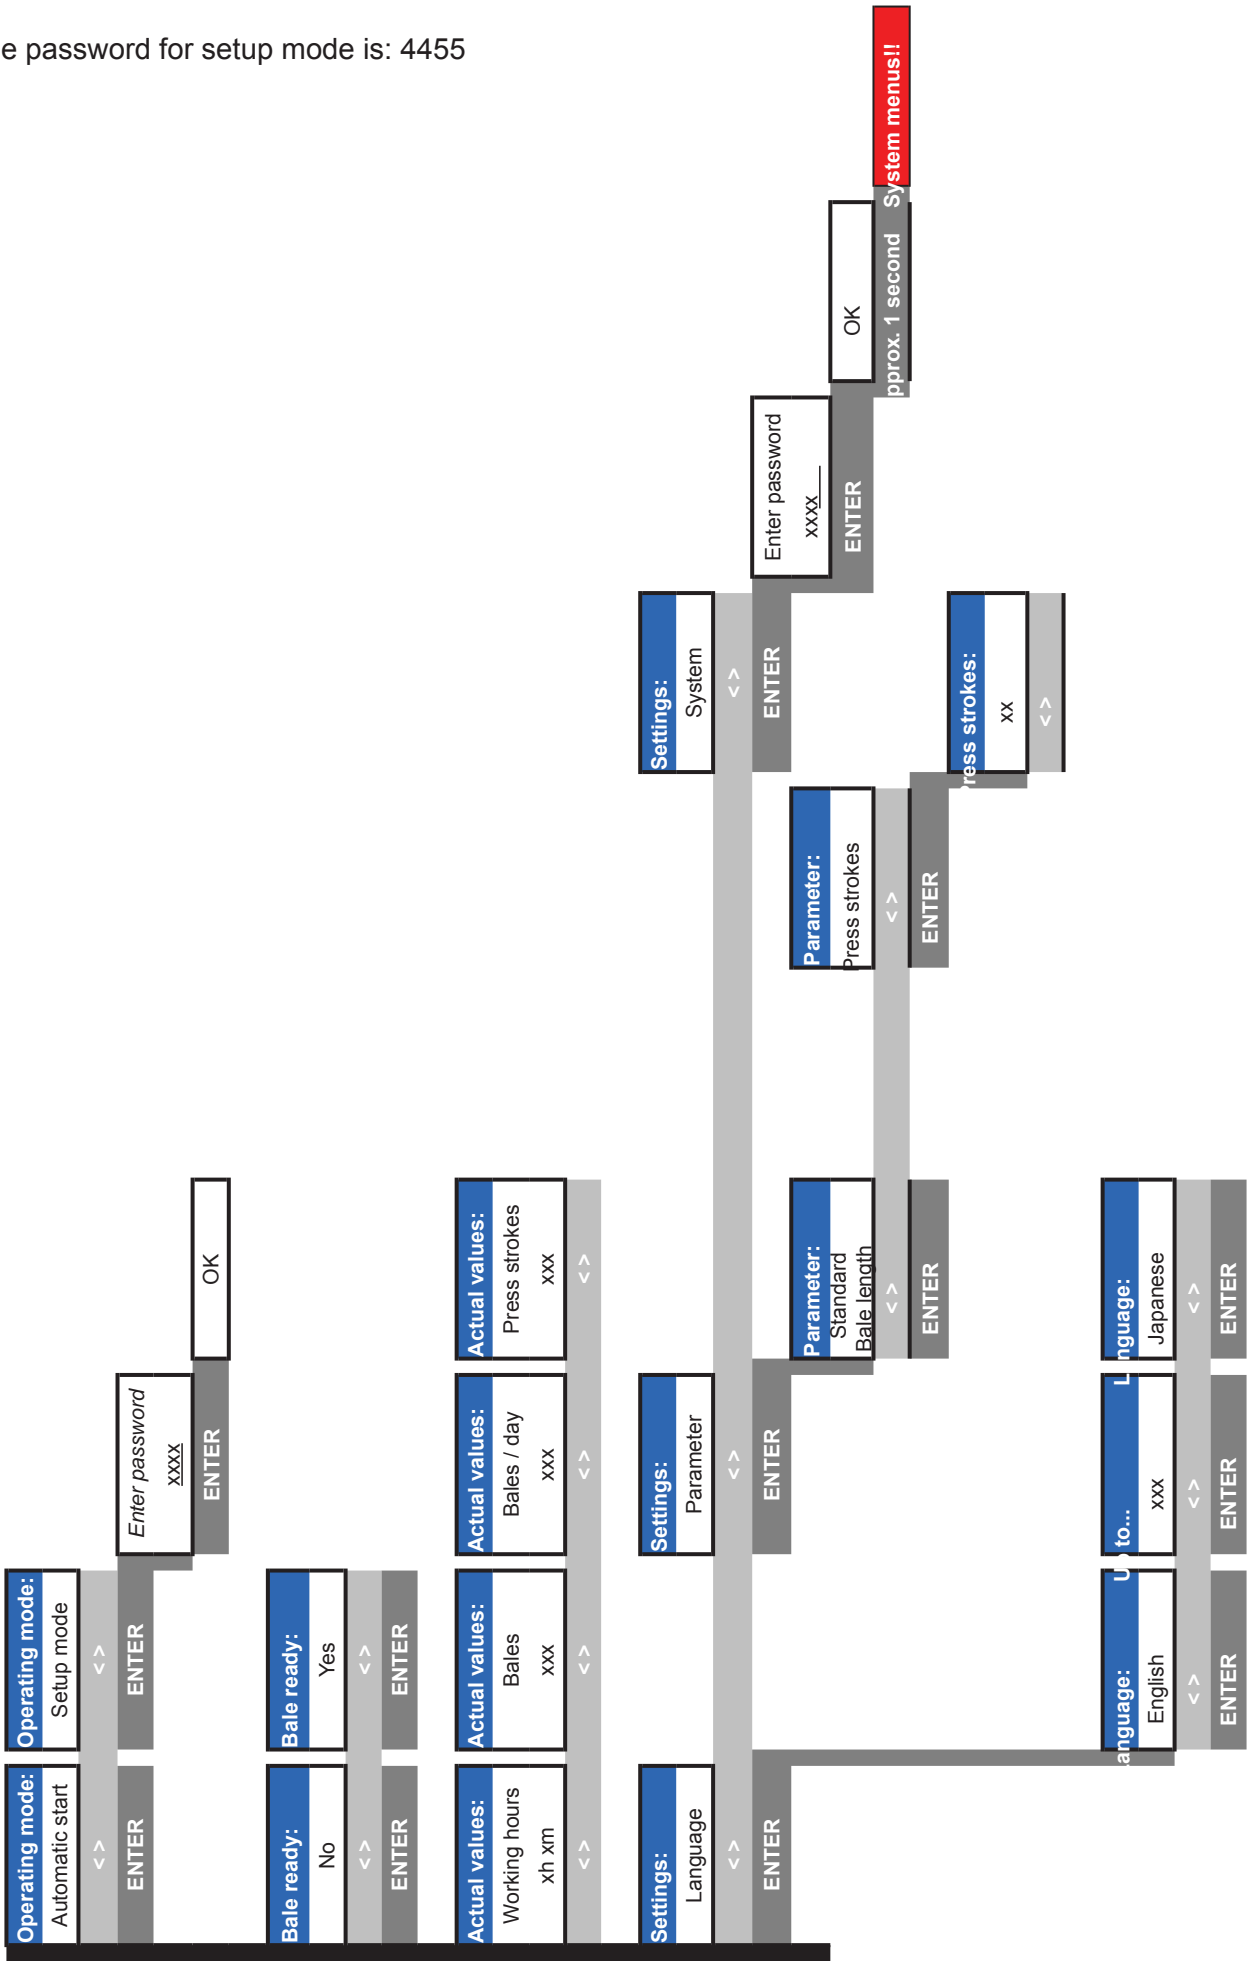 e password for setup mode is: 4455
Operating mode:
Automatic start
< >
ENTER
Operating mode:
Setup mode
< >
ENTER
Enter password
xxxx
ENTER
OK
Bale ready:
No
< >
ENTER
Bale ready:
Yes
< >
ENTER
Actual values:
Working hours
xh xm
< >
Actual values:
Bales
xxx
< >
Actual values:
Bales / day
xxx
< >
Actual values:
Press strokes
xxx
< >
Settings:
Language
< >
ENTER
Settings:
Parameter
< >
ENTER
Settings:
System
< >
ENTER
Enter password
xxxx
ENTER
OK
pprox. 1 second
System menus!!
Parameter:
Standard
Bale length
< >
ENTER
Parameter:
Press strokes
< >
ENTER
Press strokes:
xx
< >
anguage:
English
< >
ENTER
Up to...
xxx
< >
ENTER
Language:
Japanese
< >
ENTER